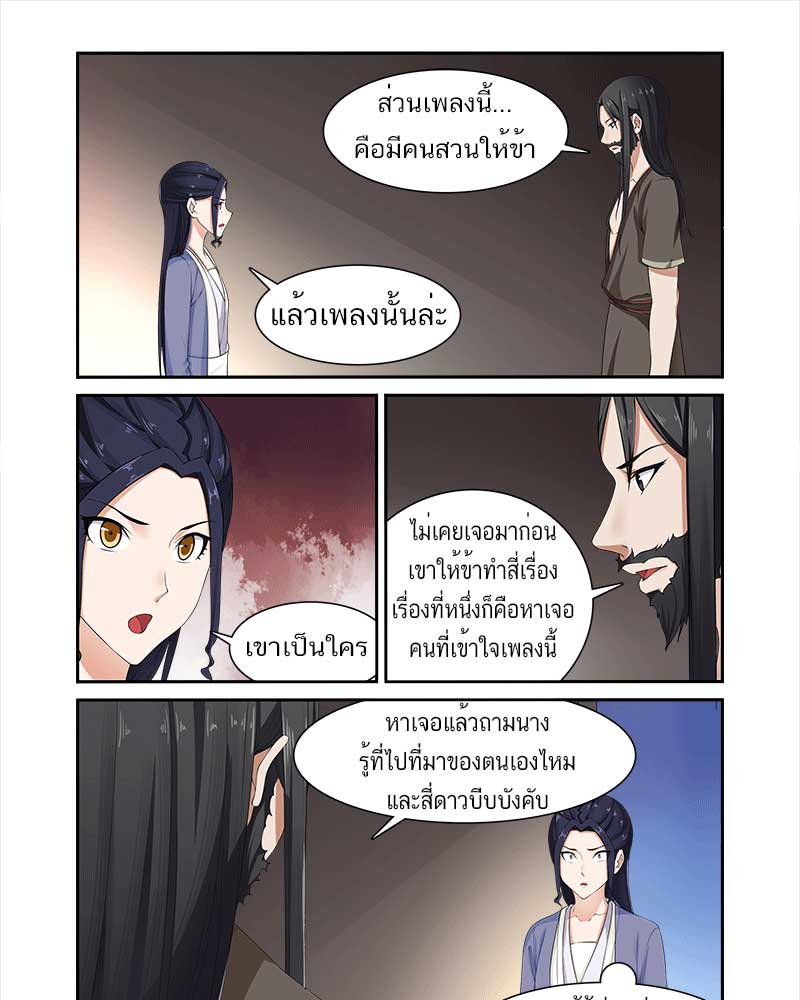 ส่วนเพลงนี้...
คือมีคนสวนให้ข้า
แล้วเพลงนั้นล่ะ
เขาเป็นใคร
ไม่เคยเจอมาก่อน
เขาให้ข้าทำสี่เรื่อง
เรื่องที่หนึ่งก็คือหาเจอ
คนที่เข้าใจเพลงนี้
หาเจอแล้วถามนาง
รู้ที่ไปที่มาของตนเองไหม
และสี่ดาวบีบบังคับ